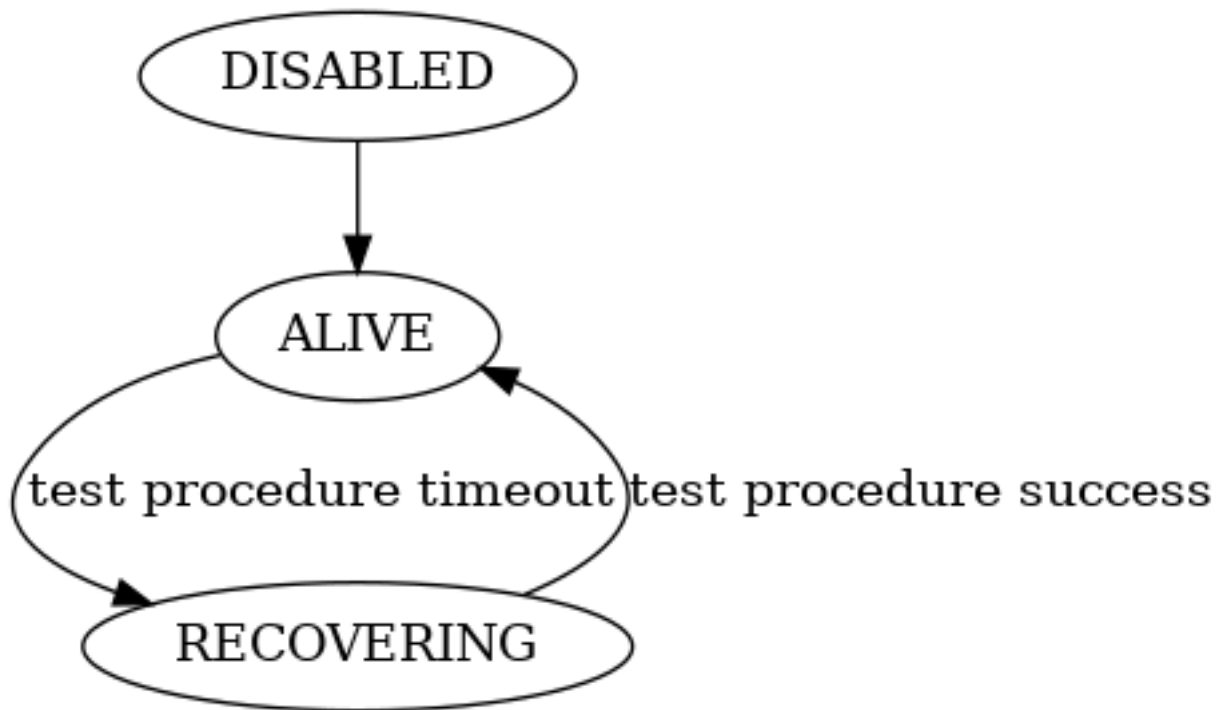 DISABLED
ALIVE
test procedure timeout
test procedure success
RECOVERING